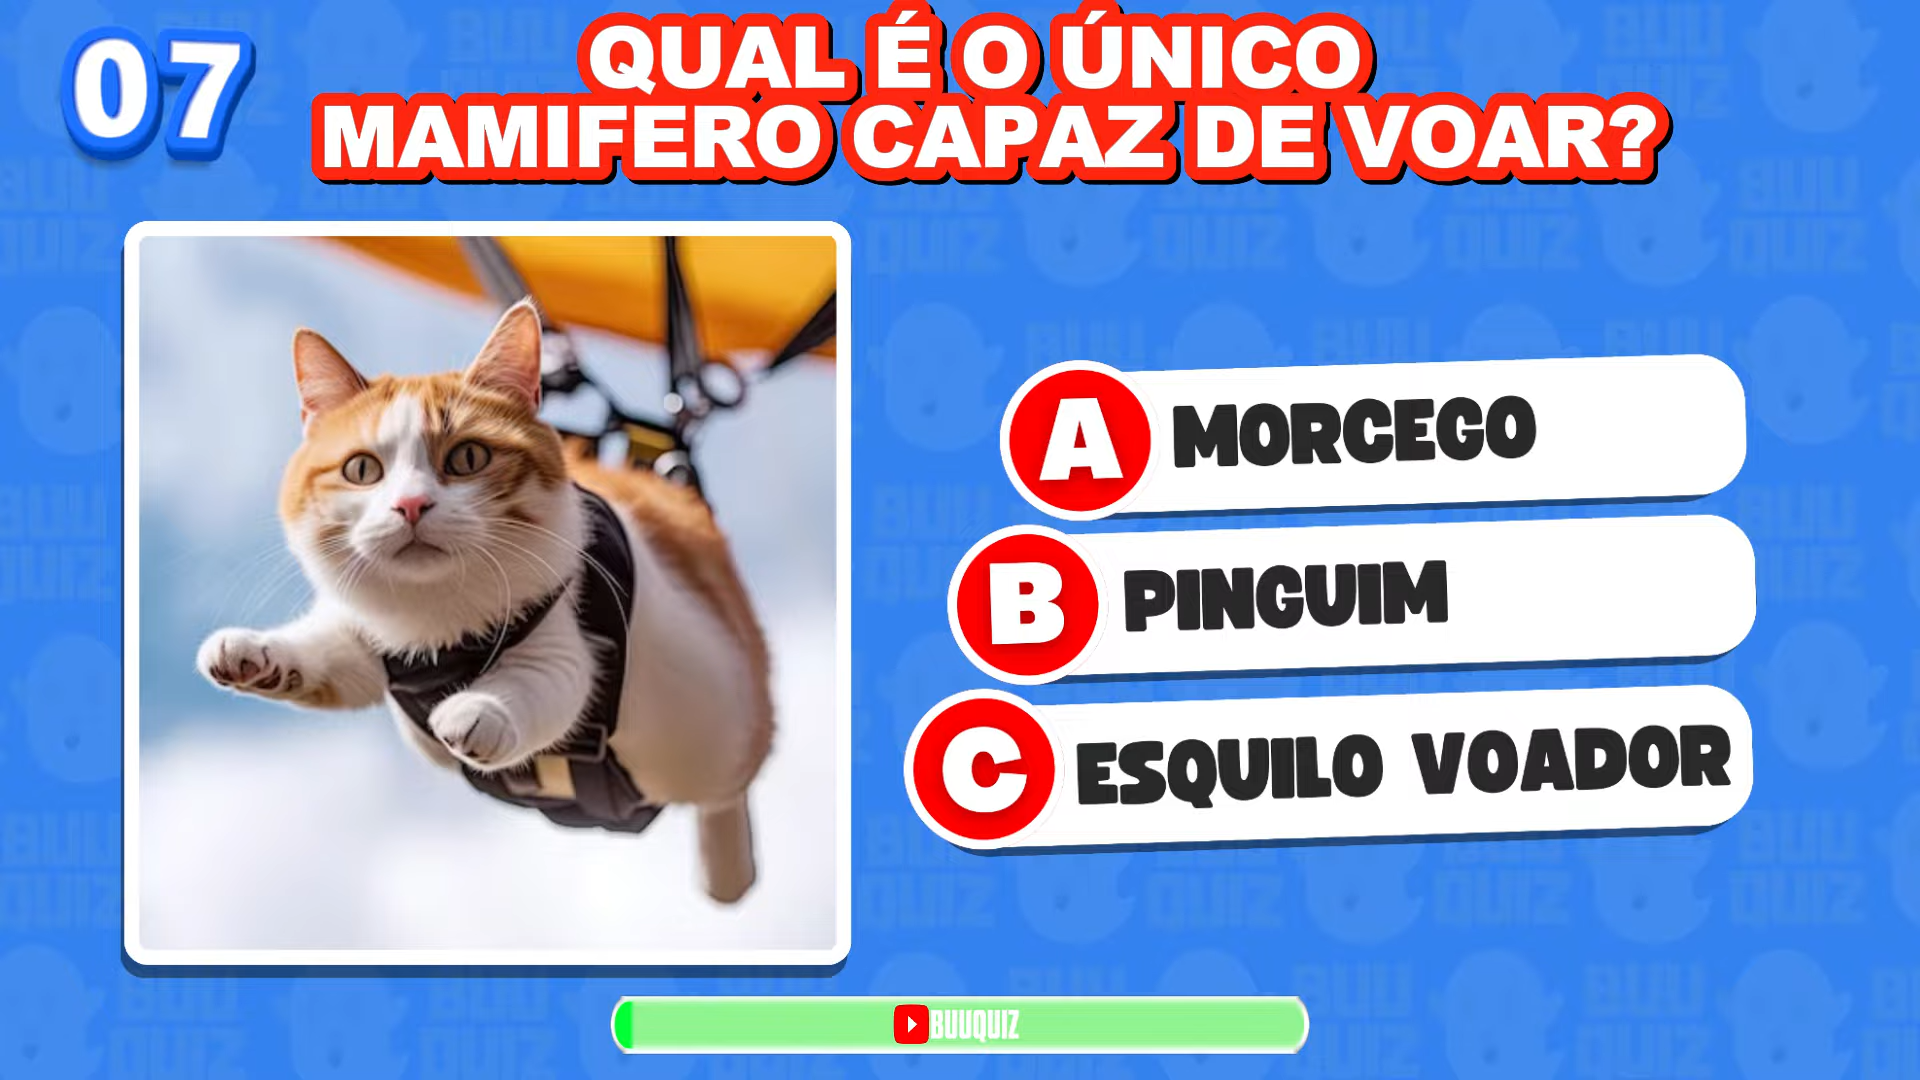 07
QUAL É O ÚNICO
MAMIFERO CAPAZ DE VOAR?
A MORCEGO
B PINGUIM
C ESQUILO VOADOR
BUUQUIZ